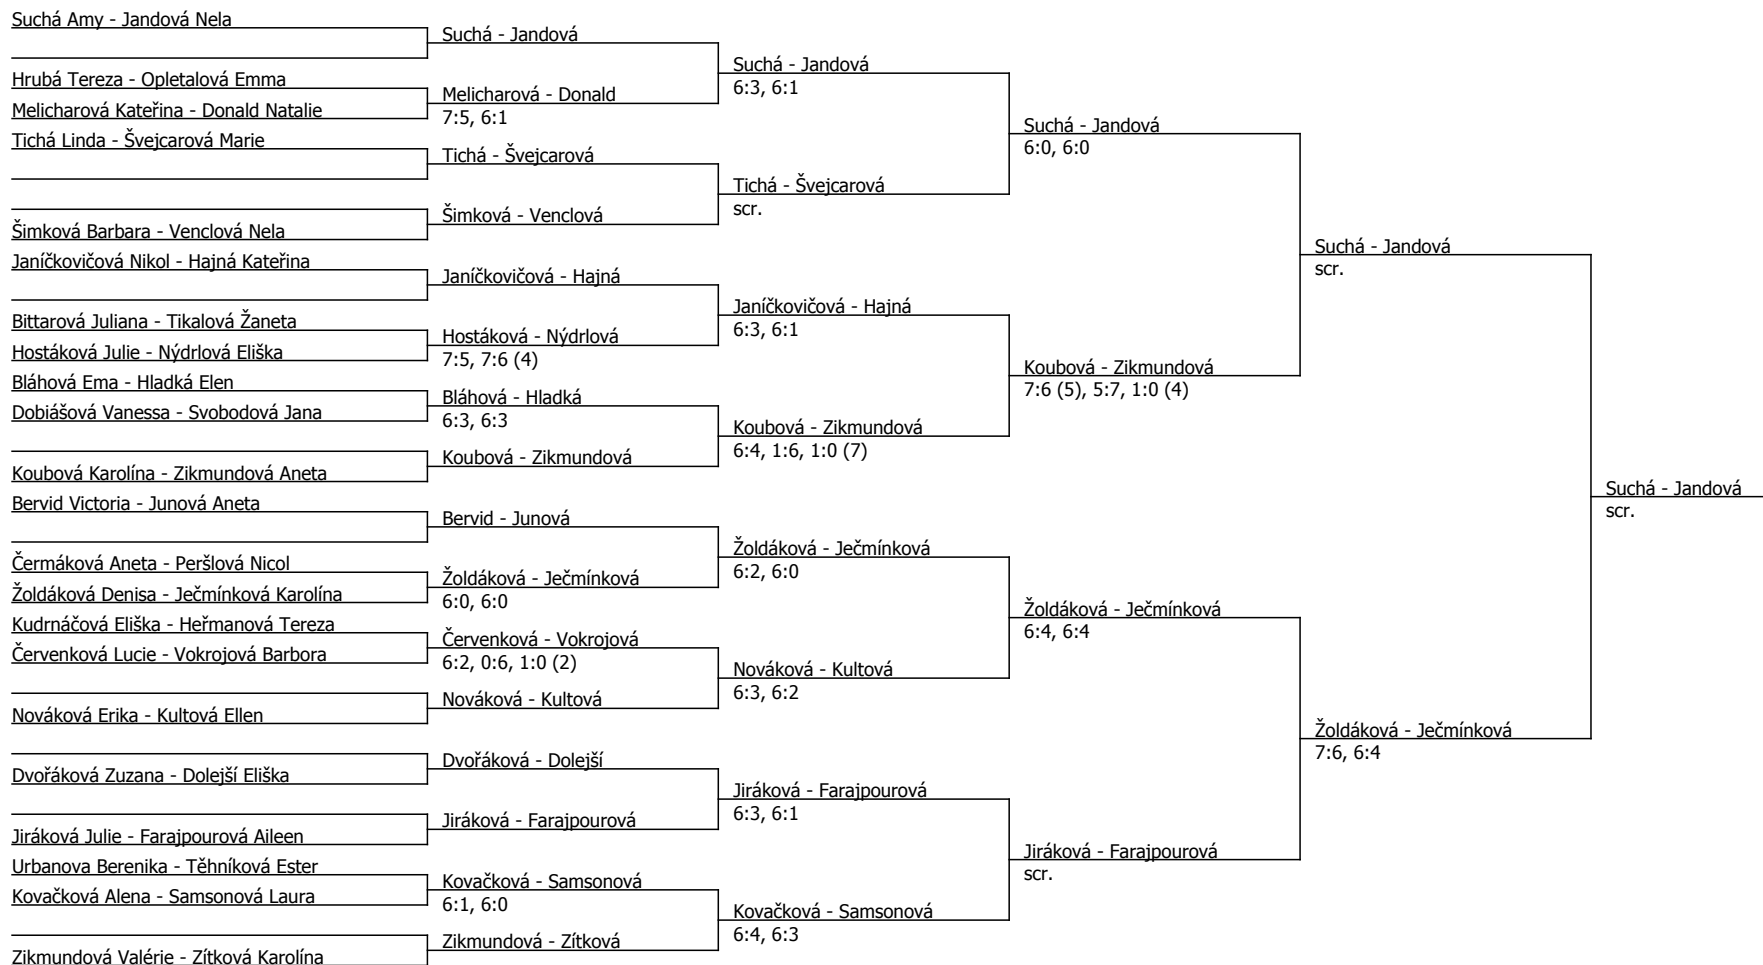 Suchá Amy - Jandová Nela
Hrubá Tereza - Opletalová Emma
Melicharová Kateřina - Donald Natalie
Tichá Linda - Švejcarová Marie
Šimková Barbara - Venclová Nela
Janíčkovičová Nikol - Hajná Kateřina
Bittarová Juliana - Tikalová Žaneta
Hostáková Julie - Nýdrlová Eliška
Bláhová Ema - Hladká Elen
Dobiášová Vanessa - Svobodová Jana
Koubová Karolína - Zikmundová Aneta
Bervid Victoria - Junová Aneta
Čermáková Aneta - Peršlová Nicol
Žoldáková Denisa - Ječmínková Karolína
Kudrnáčová Eliška - Heřmanová Tereza
Červenková Lucie - Vokrojová Barbora
Nováková Erika - Kultová Ellen
Dvořáková Zuzana - Dolejší Eliška
Jiráková Julie - Farajpourová Aileen
Urbanova Berenika - Těhníková Ester
Kovačková Alena - Samsonová Laura
Zikmundová Valérie - Zítková Karolína
Suchá - Jandová
Melicharová - Donald
7:5, 6:1
Tichá - Švejcarová
Šimková - Venclová
Janíčkovičová - Hajná
Hostáková - Nýdrlová
7:5, 7:6 (4)
Bláhová - Hladká
6:3, 6:3
Koubová - Zikmundová
Bervid - Junová
Žoldáková - Ječmínková
6:0, 6:0
Červenková - Vokrojová
6:2, 0:6, 1:0 (2)
Nováková - Kultová
Dvořáková - Dolejší
Jiráková - Farajpourová
Kovačková - Samsonová
6:1, 6:0
Zikmundová - Zítková
Suchá - Jandová
6:3, 6:1
Tichá - Švejcarová
scr.
Janíčkovičová - Hajná
6:3, 6:1
Koubová - Zikmundová
6:4, 1:6, 1:0 (7)
Žoldáková - Ječmínková
6:2, 6:0
Nováková - Kultová
6:3, 6:2
Jiráková - Farajpourová
6:3, 6:1
Kovačková - Samsonová
6:4, 6:3
Suchá - Jandová
6:0, 6:0
Koubová - Zikmundová
7:6 (5), 5:7, 1:0 (4)
Žoldáková - Ječmínková
6:4, 6:4
Jiráková - Farajpourová
scr.
Suchá - Jandová
scr.
Žoldáková - Ječmínková
7:6, 6:4
Suchá - Jandová
scr.